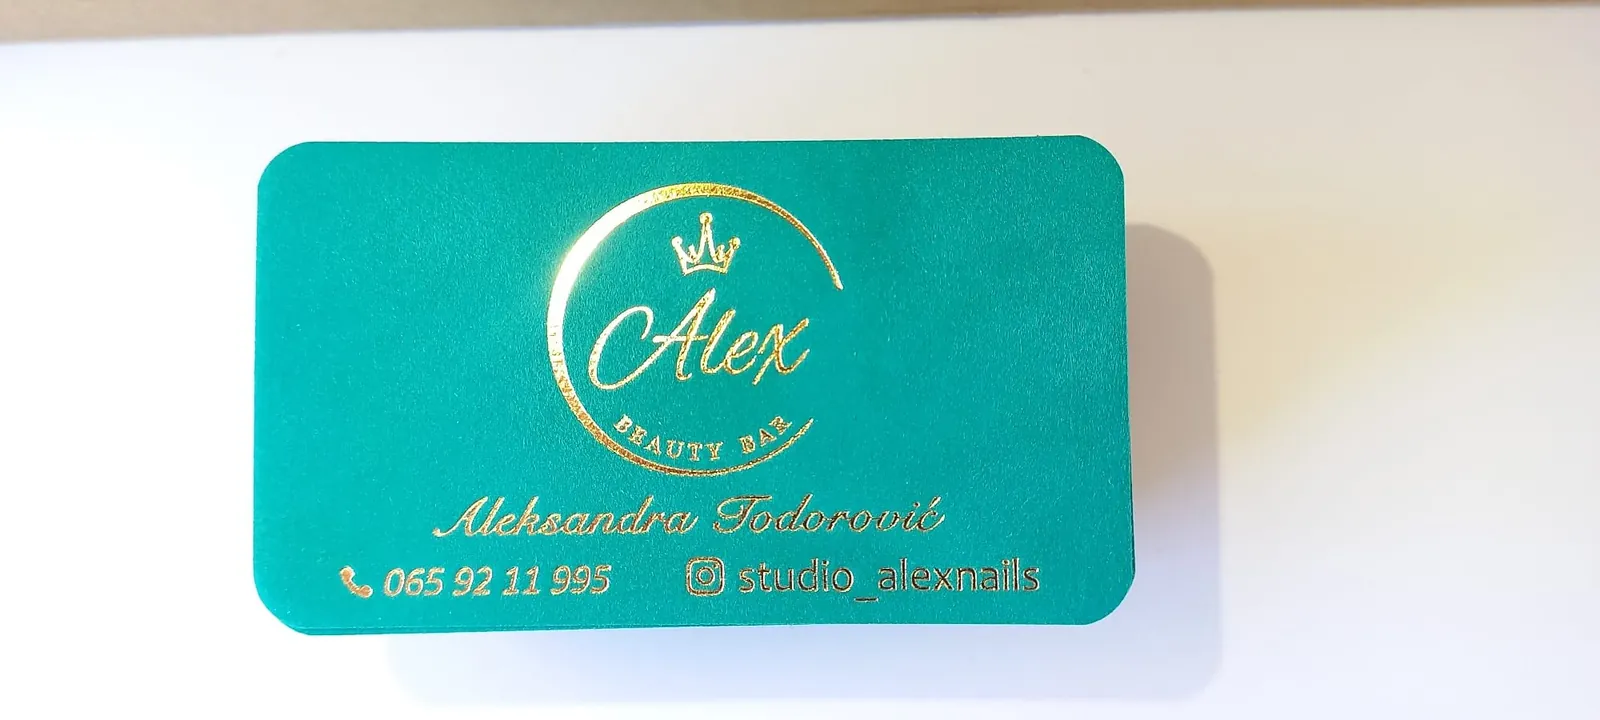 Alex
BEAUTY BAR
Aleksandra Todorović
065 92 11 995 studio_alexnails